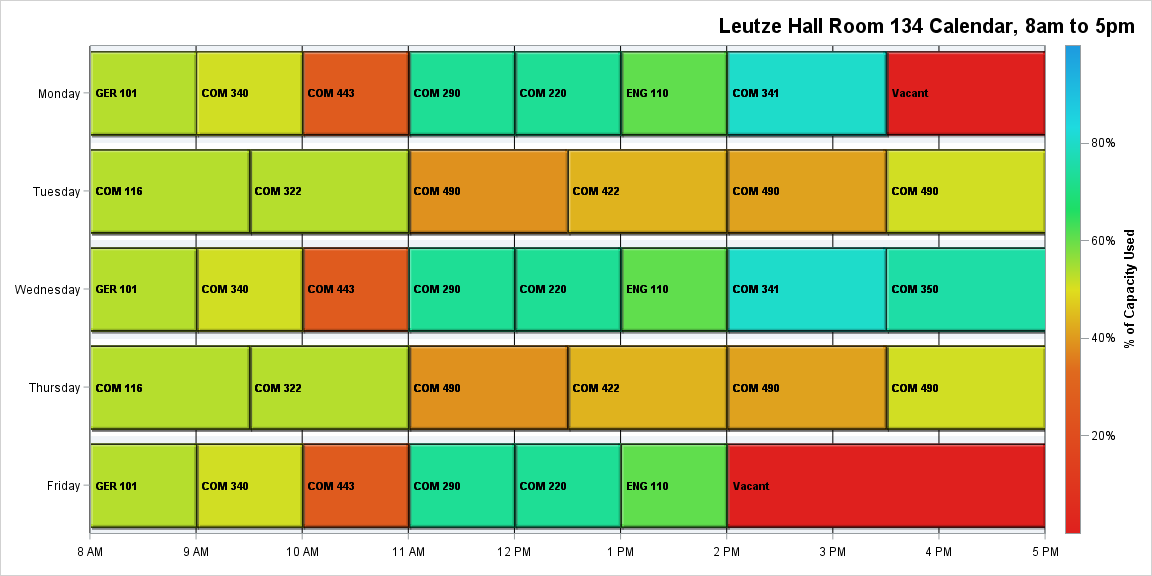 Leutze Hall Room 134 Calendar, 8am to 5pm
Monday
GER 101
COM 340
COM 443
COM 290
COM 220
ENG 110
COM 341
Vacant
Tuesday
COM 116
COM 322
COM 490
COM 422
COM 490
COM 490
Wednesday
GER 101
COM 340
COM 443
COM 290
COM 220
ENG 110
COM 341
COM 350
Thursday
COM 116
COM 322
COM 490
COM 422
COM 490
COM 490
Friday
GER 101
COM 340
COM 443
COM 290
COM 220
ENG 110
Vacant
8 AM
9 AM
10 AM
11 AM
12 PM
1 PM
2 PM
3 PM
4 PM
5 PM
80%
60%
40%
20%
% of Capacity Used